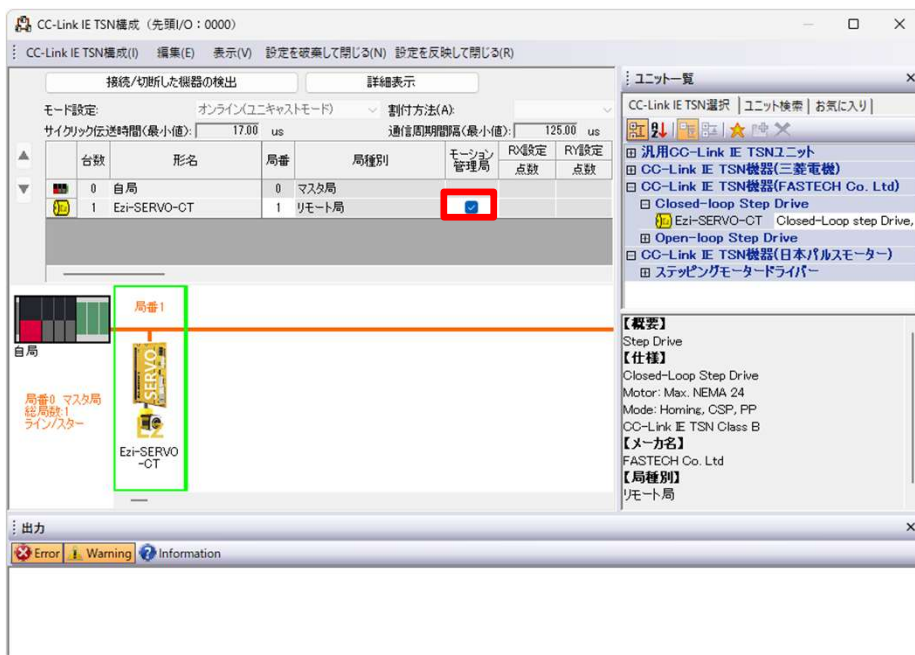 CC-Link IE TSN構成（先頭I/O：0000）
CC-Link IE TSN構成(I) 編集(E) 表示(V) 設定を破棄して閉じる(N) 設定を反映して閉じる(R)
接続/切断した機器の検出 詳細表示
モード設定: オンライン(ユニキャストモード) 割付方法(A):
サイクリック伝送時間(最小値): 17.00 us 通信周期間隔(最小値): 125.00 us
台数 形名 局番 局種別 モーション管理局 RX設定 RY設定
点数 点数
0 自局 0 マスタ局
1 Ezi-SERVO-CT 1 リモート局
局番1
自局
局番0 マスタ局
総局数:1
ライン/スター
SERVO
Ezi-SERVO
-CT
ユニット一覧
CC-Link IE TSN選択 ユニット検索 お気に入り
汎用CC-Link IE TSNユニット
CC-Link IE TSN機器(三菱電機)
CC-Link IE TSN機器(FASTECH Co. Ltd)
Closed-loop Step Drive
Ezi-SERVO-CT Closed-Loop step Drive,
Open-loop Step Drive
CC-Link IE TSN機器(日本パルスモーター)
ステッピングモータードライバー
【概要】
Step Drive
【仕様】
Closed-Loop Step Drive
Motor: Max. NEMA 24
Mode: Homing, CSP, PP
CC-Link IE TSN Class B
【メーカ名】
FASTECH Co. Ltd
【局種別】
リモート局
出力
Error Warning Information